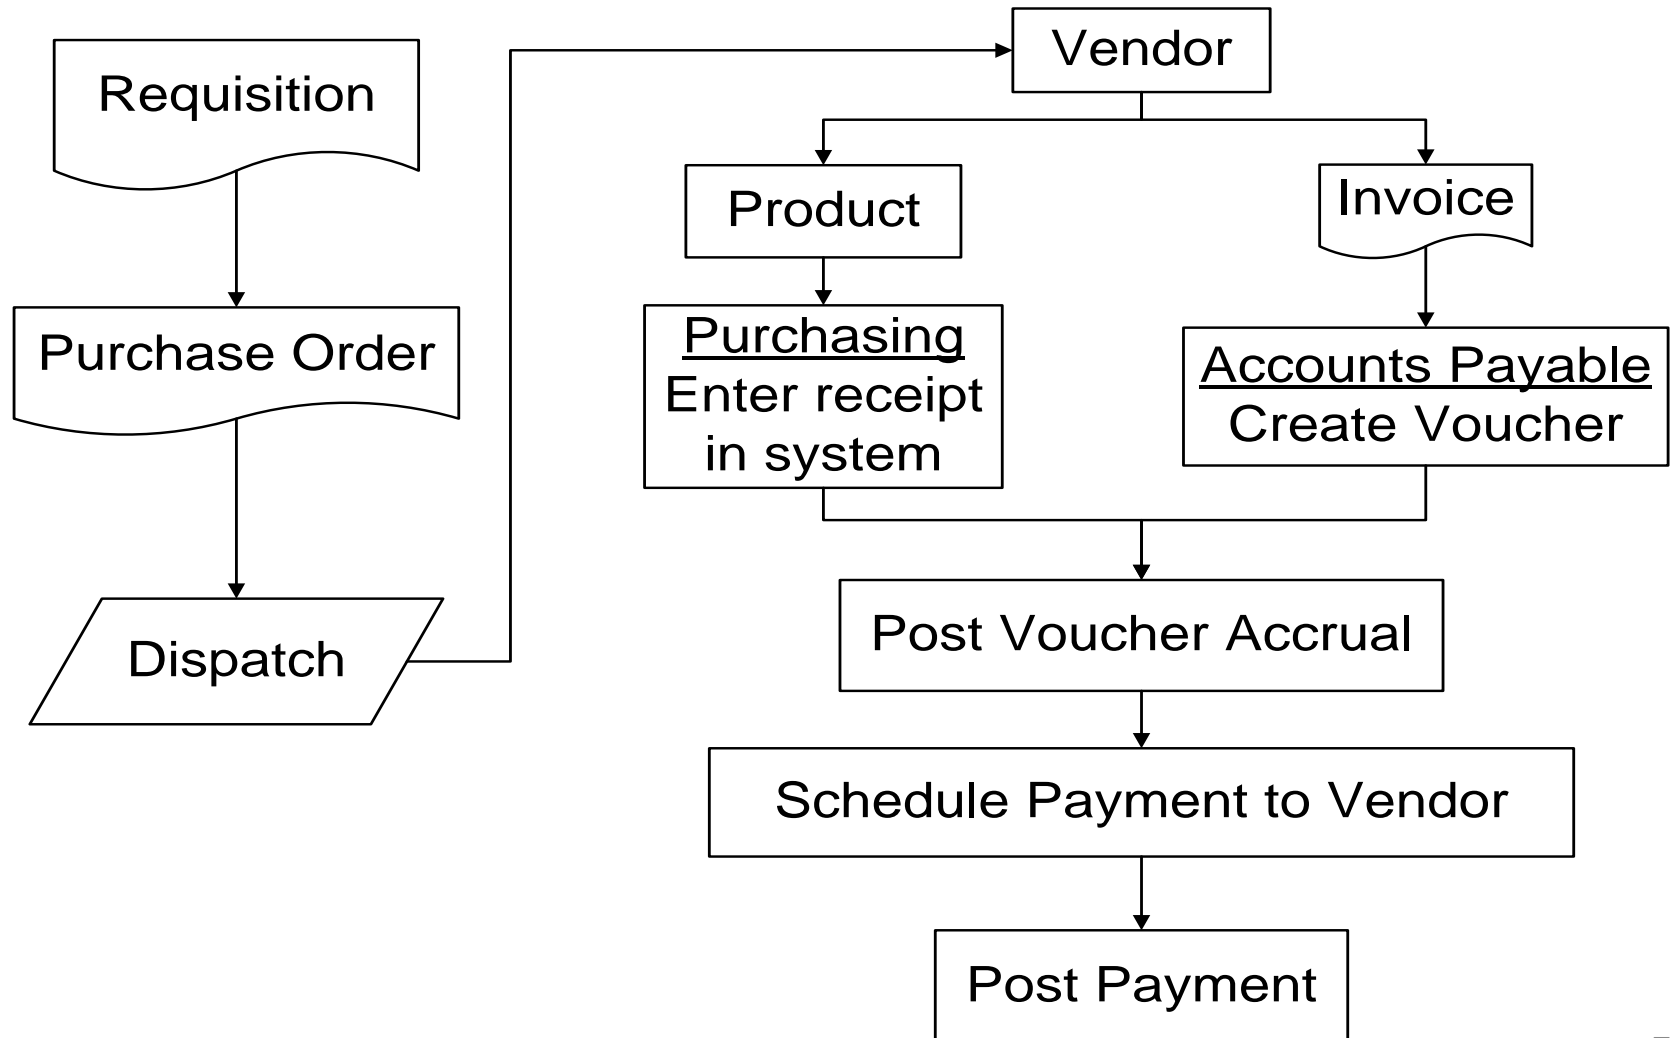 Requisition
Purchase Order
Dispatch
Vendor
Product
Purchasing
Enter receipt
in system
Invoice
Accounts Payable
Create Voucher
Post Voucher Accrual
Schedule Payment to Vendor
Post Payment